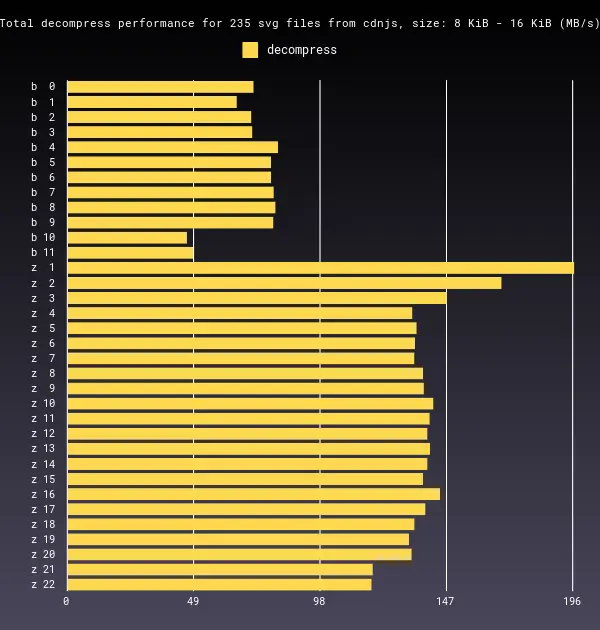 Total decompress performance for 235 svg files from cdnjs, size: 8 KiB - 16 KiB (MB/s)
decompress
b 0
b 1
b 2
b 3
b 4
b 5
b 6
b 7
b 8
b 9
b 10
b 11
z 1
z 2
z 3
z 4
z 5
z 6
z 7
z 8
z 9
z 10
z 11
z 12
z 13
z 14
z 15
z 16
z 17
z 18
z 19
z 20
z 21
z 22
0 49 98 147 196